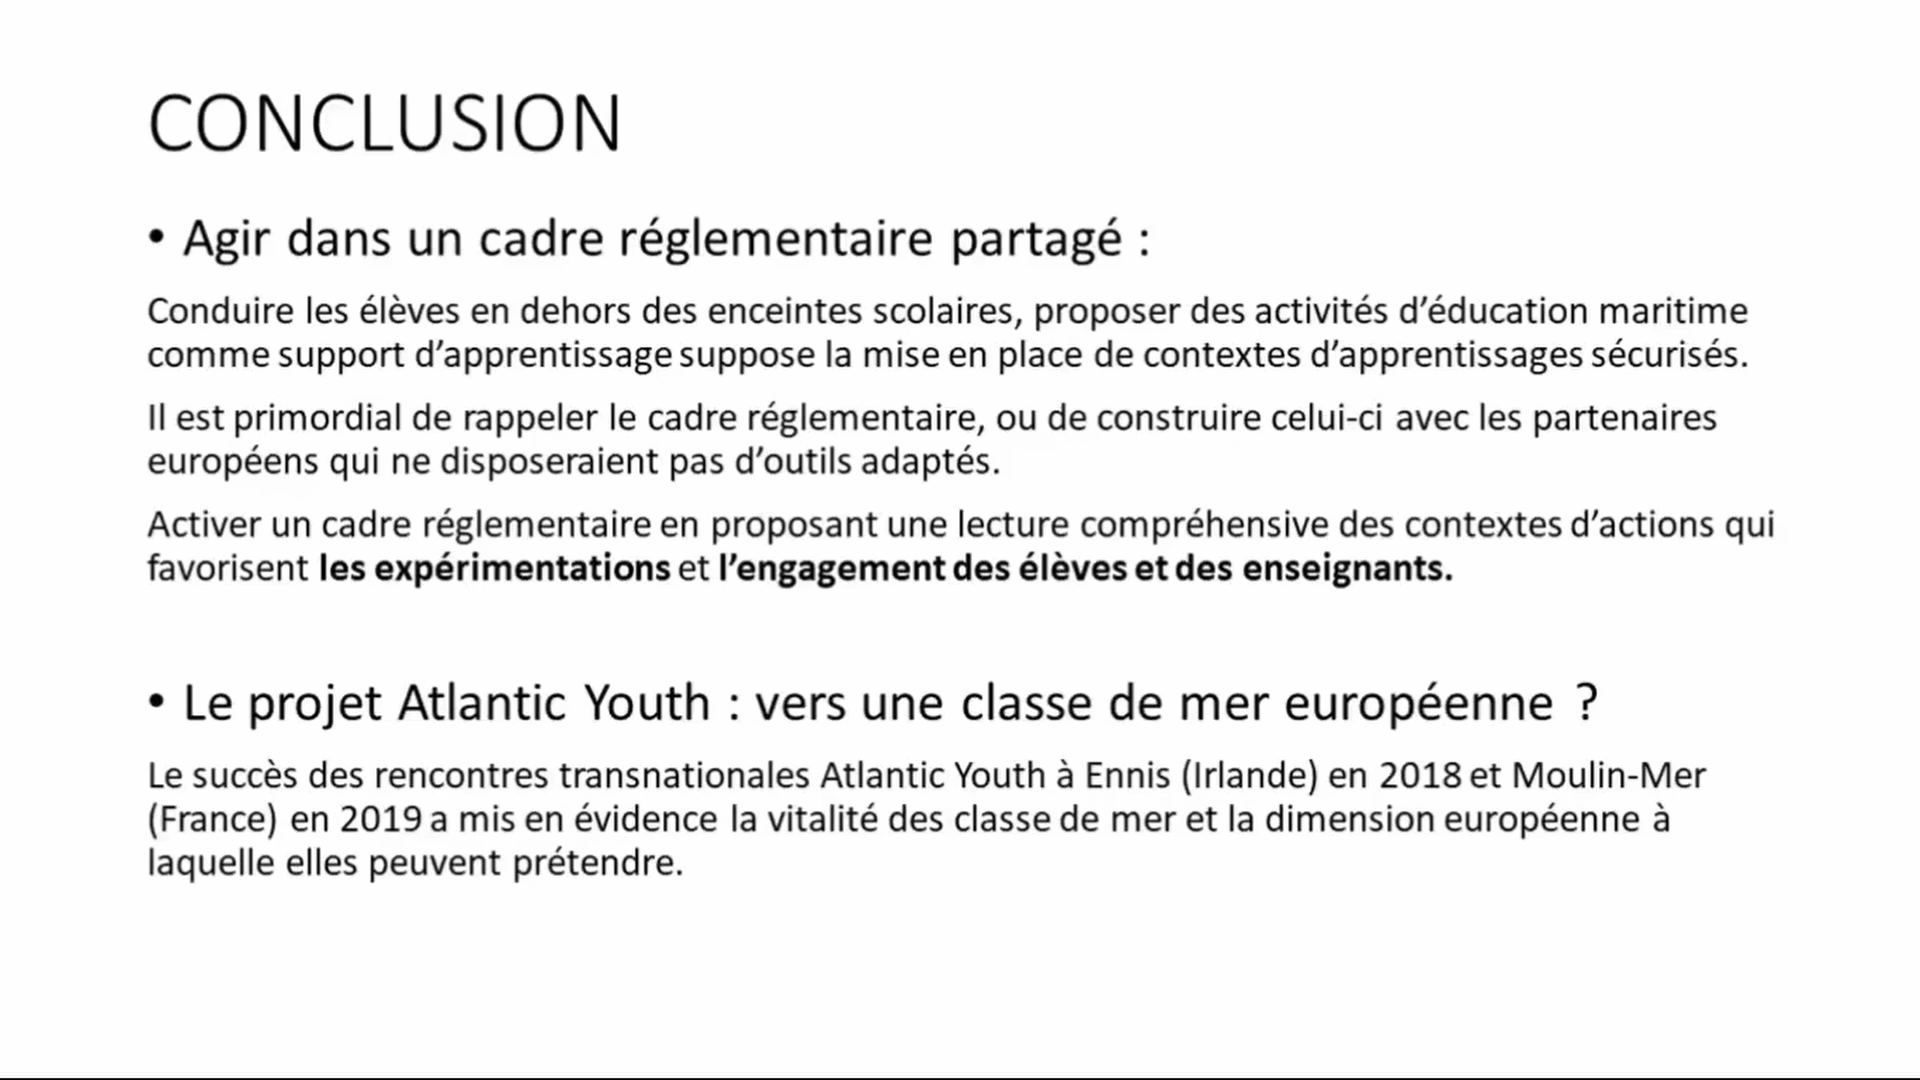 CONCLUSION
• Agir dans un cadre réglementaire partagé :
Conduire les élèves en dehors des enceintes scolaires, proposer des activités d’éducation maritime
comme support d’apprentissage suppose la mise en place de contextes d’apprentissages sécurisés.
Il est primordial de rappeler le cadre réglementaire, ou de construire celui-ci avec les partenaires
européens qui ne disposeraient pas d’outils adaptés.
Activer un cadre réglementaire en proposant une lecture compréhensive des contextes d’actions qui
favorisent les expérimentations et l’engagement des élèves et des enseignants.
• Le projet Atlantic Youth : vers une classe de mer européenne ?
Le succès des rencontres transnationales Atlantic Youth à Ennis (Irlande) en 2018 et Moulin-Mer
(France) en 2019 a mis en évidence la vitalité des classe de mer et la dimension européenne à
laquelle elles peuvent prétendre.